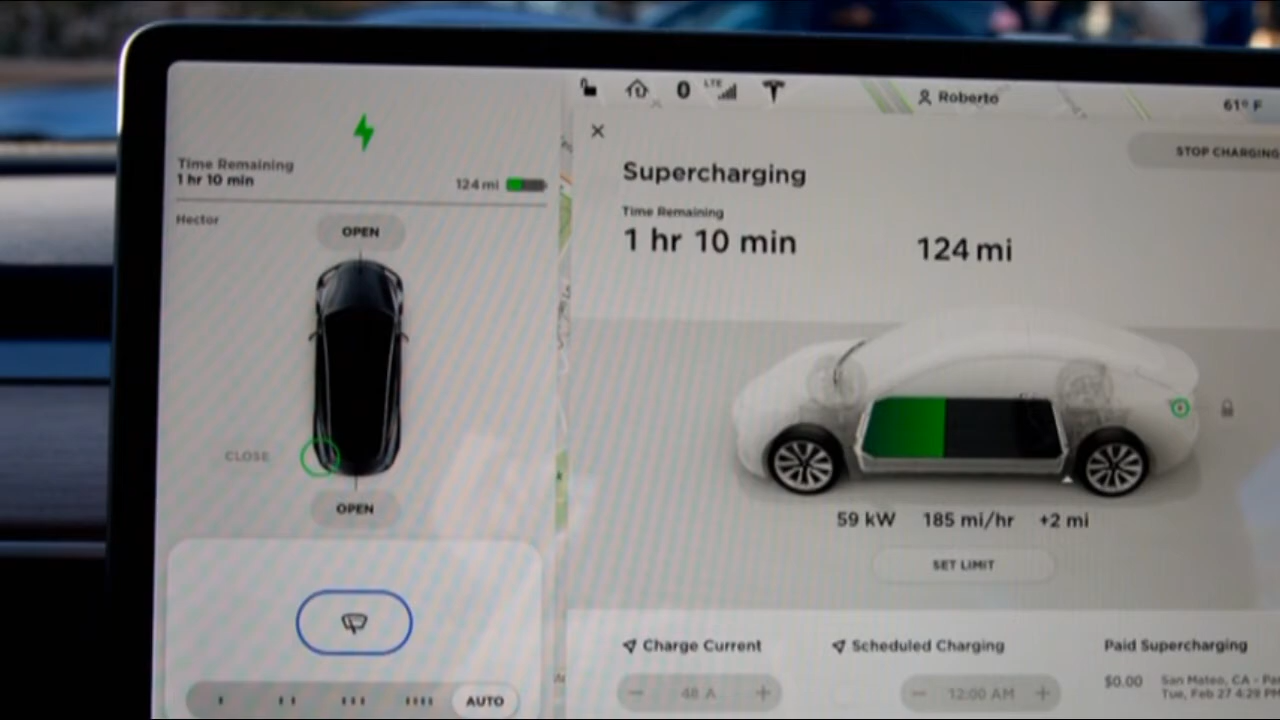 LTE
Roberto
61° F
STOP CHARGING
Time Remaining
1 hr 10 min
124 mi
Hector
OPEN
CLOSE
OPEN
AUTO
Supercharging
Time Remaining
1 hr 10 min
124 mi
59 kW 185 mi/hr +2 mi
SET LIMIT
Charge Current
− 48 A +
Scheduled Charging
− 12:00 AM +
Paid Supercharging
$0.00
San Mateo, CA -
Tue, Feb 27 4:29